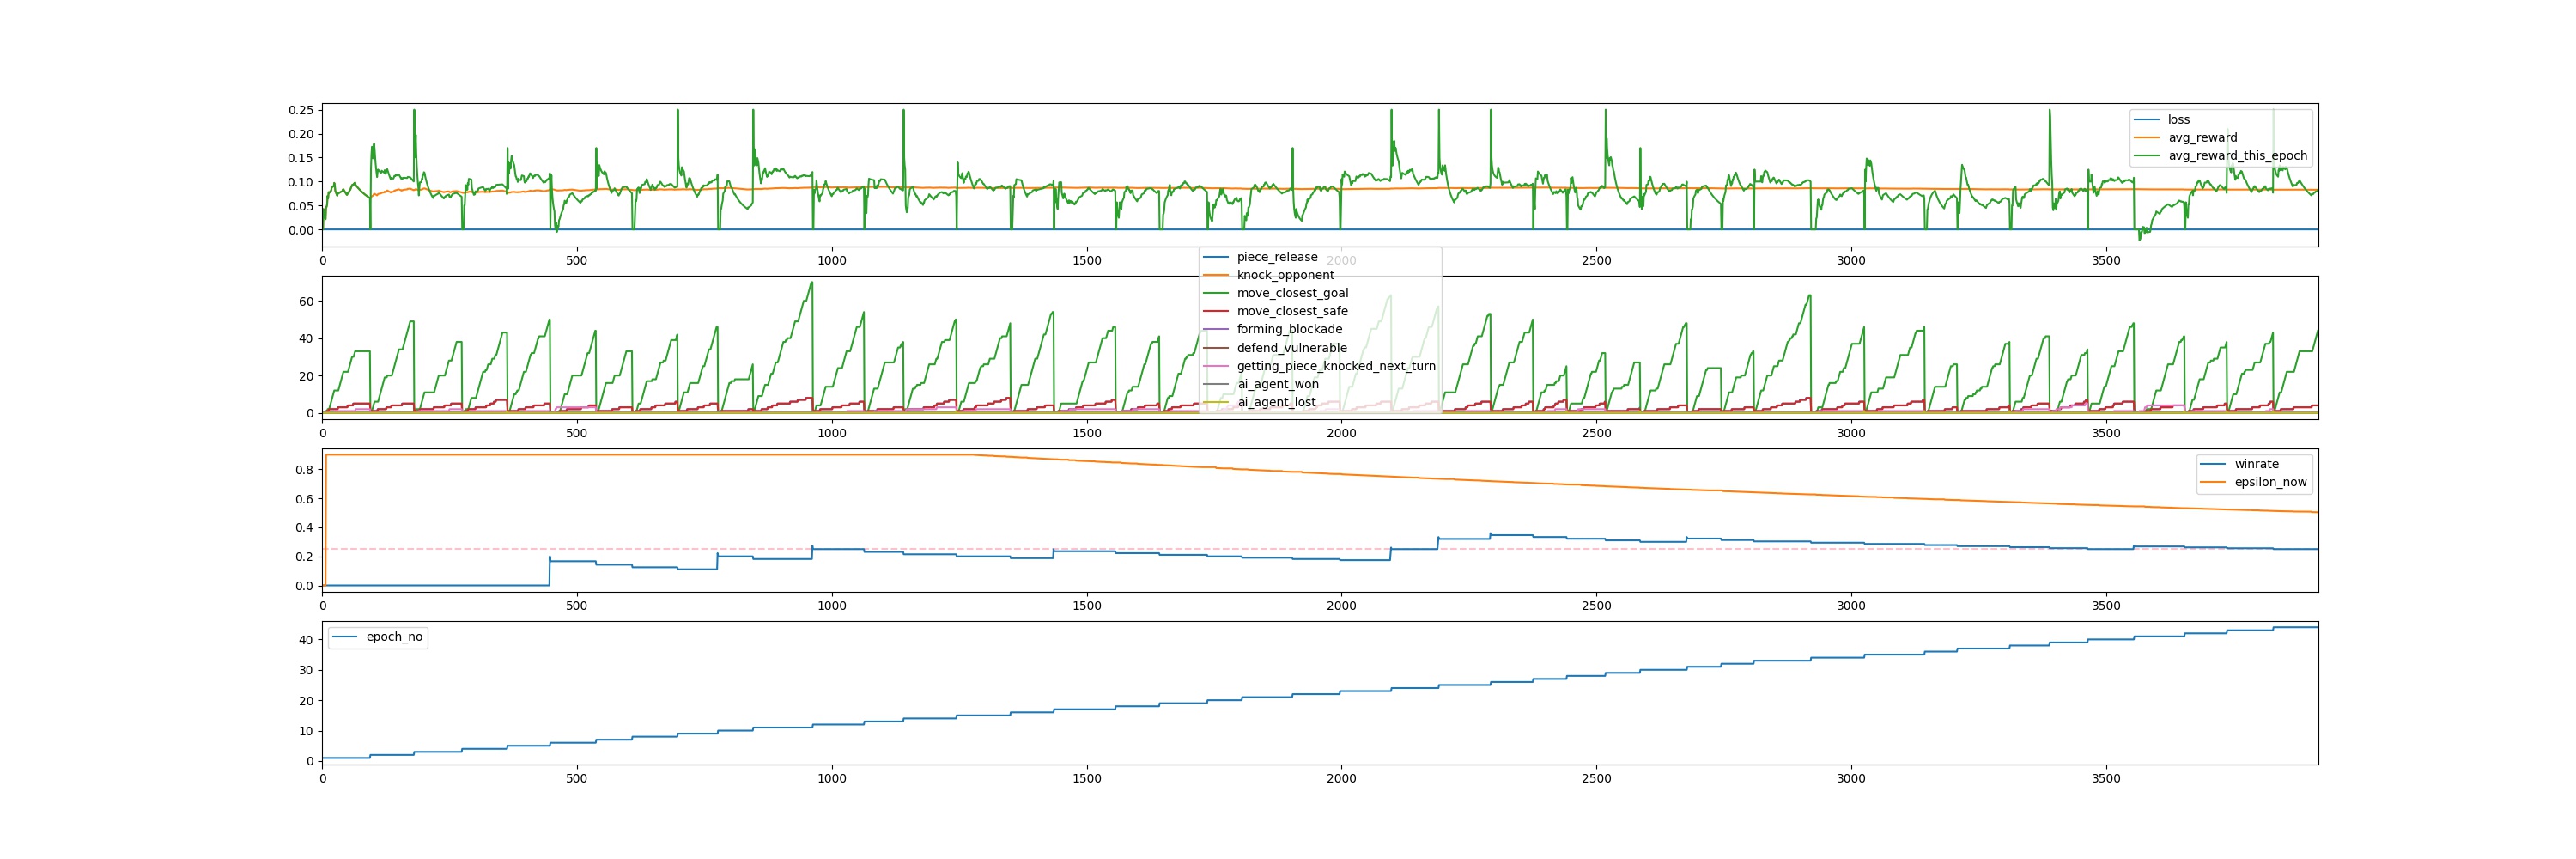 0.25
0.20
0.15
0.10
0.05
0.00
loss
avg_reward
avg_reward_this_epoch
0 500 1000 1500 2000 2500 3000 3500
60
40
20
0
piece_release
knock_opponent
move_closest_goal
move_closest_safe
forming_blockade
defend_vulnerable
getting_piece_knocked_next_turn
ai_agent_won
ai_agent_lost
0 500 1000 1500 2000 2500 3000 3500
0.8
0.6
0.4
0.2
0.0
winrate
epsilon_now
0 500 1000 1500 2000 2500 3000 3500
40
30
20
10
0
epoch_no
0 500 1000 1500 2000 2500 3000 3500